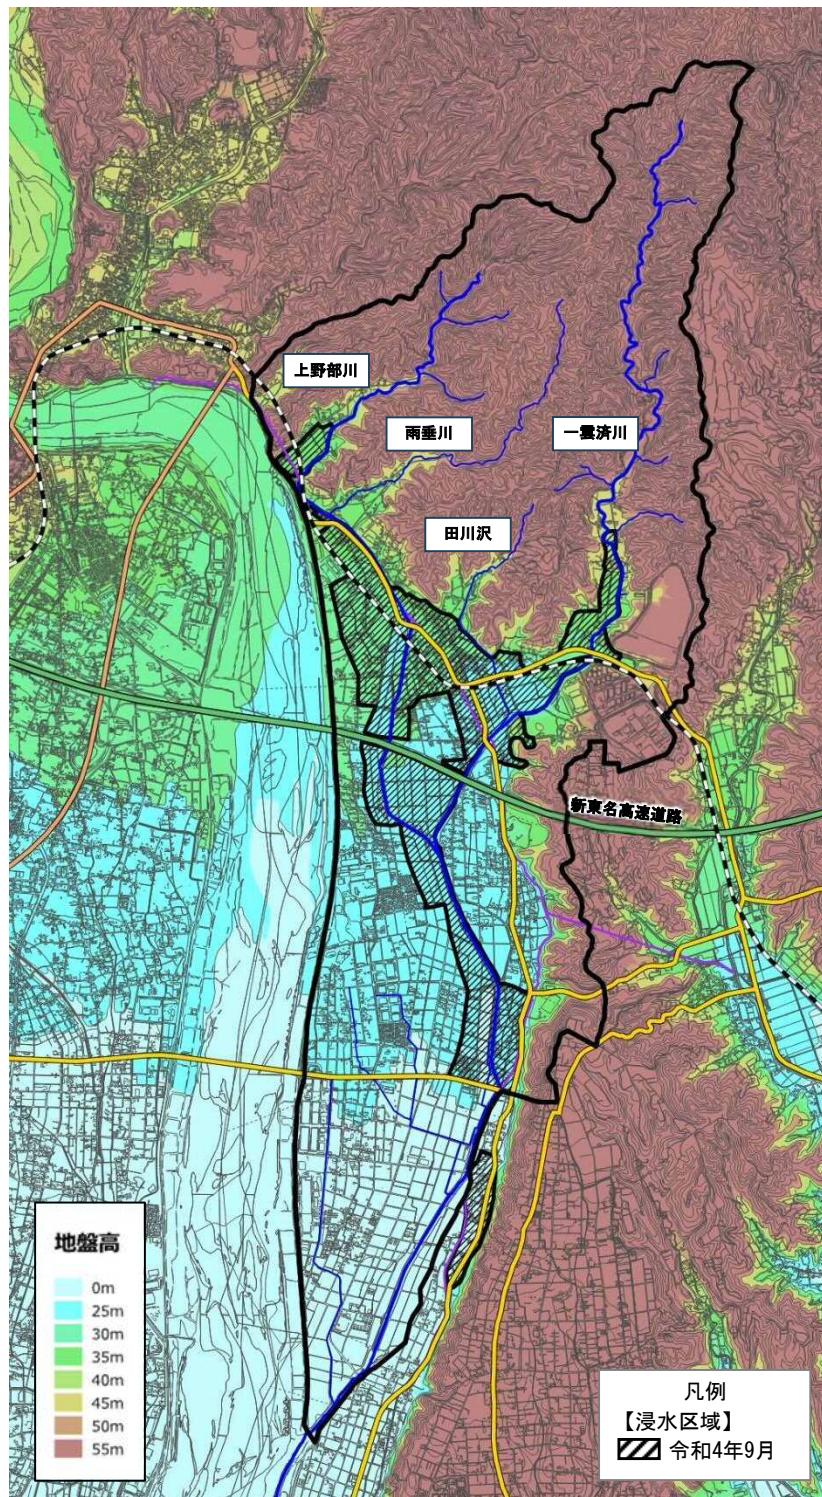 上野部川
雨垂川
一雲済川
田川沢
新東名高速道路
地盤高
0m
25m
30m
35m
40m
45m
50m
55m
凡例
【浸水区域】
令和4年9月